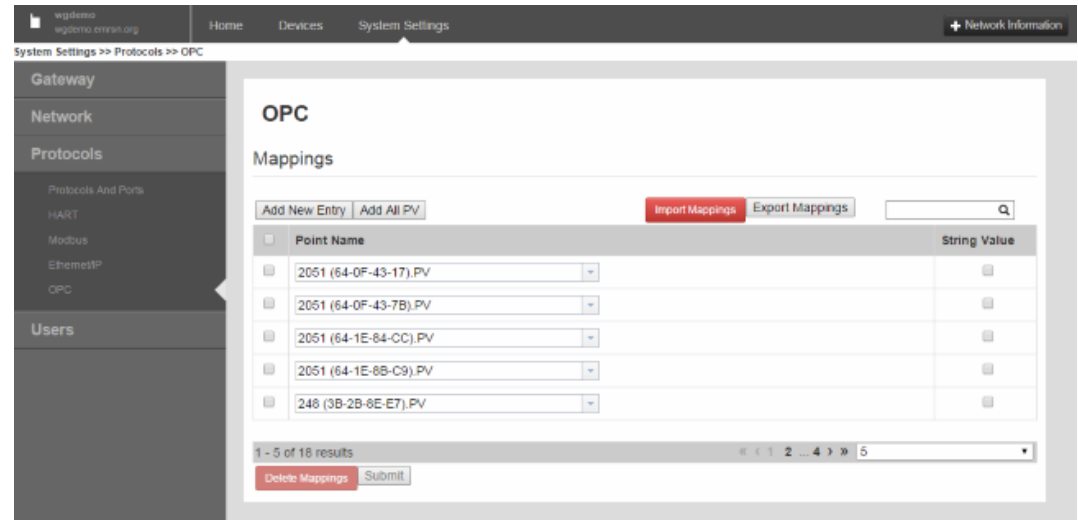 wgdemo
wgdemo.emrsn.org
Home Devices System Settings
Network Information
System Settings >> Protocols >> OPC
Gateway
Network
Protocols
Protocols And Ports
HART
Modbus
Ethernet/IP
OPC
Users
OPC
Mappings
Add New Entry Add All PV Import Mappings Export Mappings
Point Name String Value
2051 (64-0F-43-17).PV
2051 (64-0F-43-7B).PV
2051 (64-1E-84-CC).PV
2051 (64-1E-8B-C9).PV
248 (3B-2B-8E-E7).PV
1 - 5 of 18 results « ‹ 1 2 ... 4 › » 5
Delete Mappings Submit